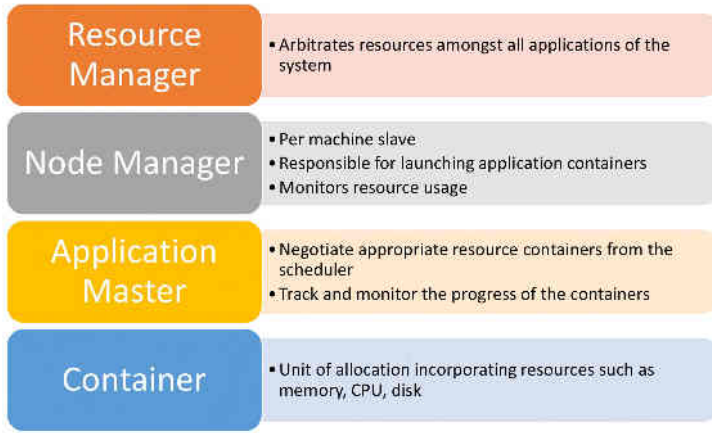 Resource
Manager
• Arbitrates resources amongst all applications of the
system
Node Manager
• Per machine slave
• Responsible for launching application containers
• Monitors resource usage
Application
Master
• Negotiate appropriate resource containers from the
scheduler
• Track and monitor the progress of the containers
Container
• Unit of allocation incorporating resources such as
memory, CPU, disk